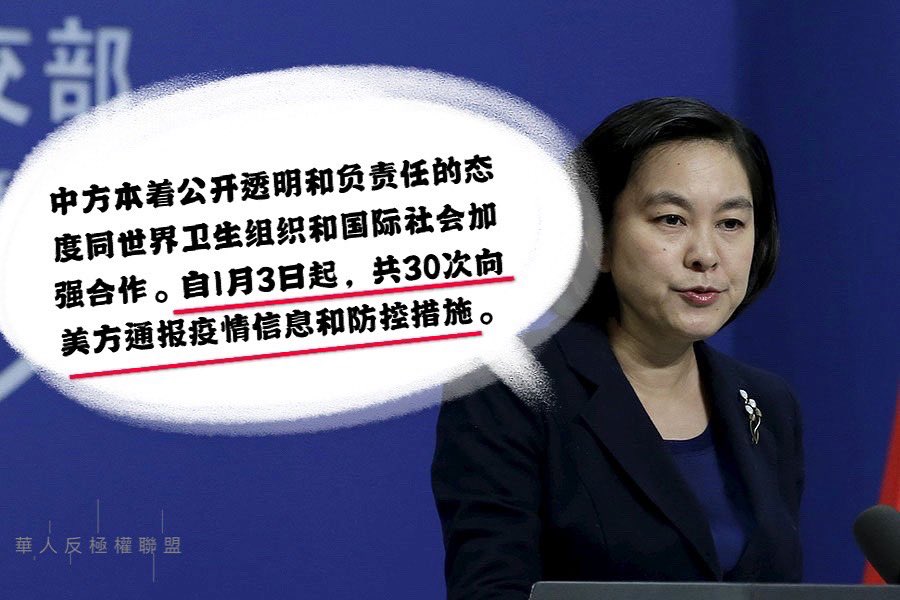 交部
中方本着公开透明和负责任的态
度同世界卫生组织和国际社会加
强合作。自1月3日起，共30次向
美方通报疫情信息和防控措施。
華人反極權聯盟